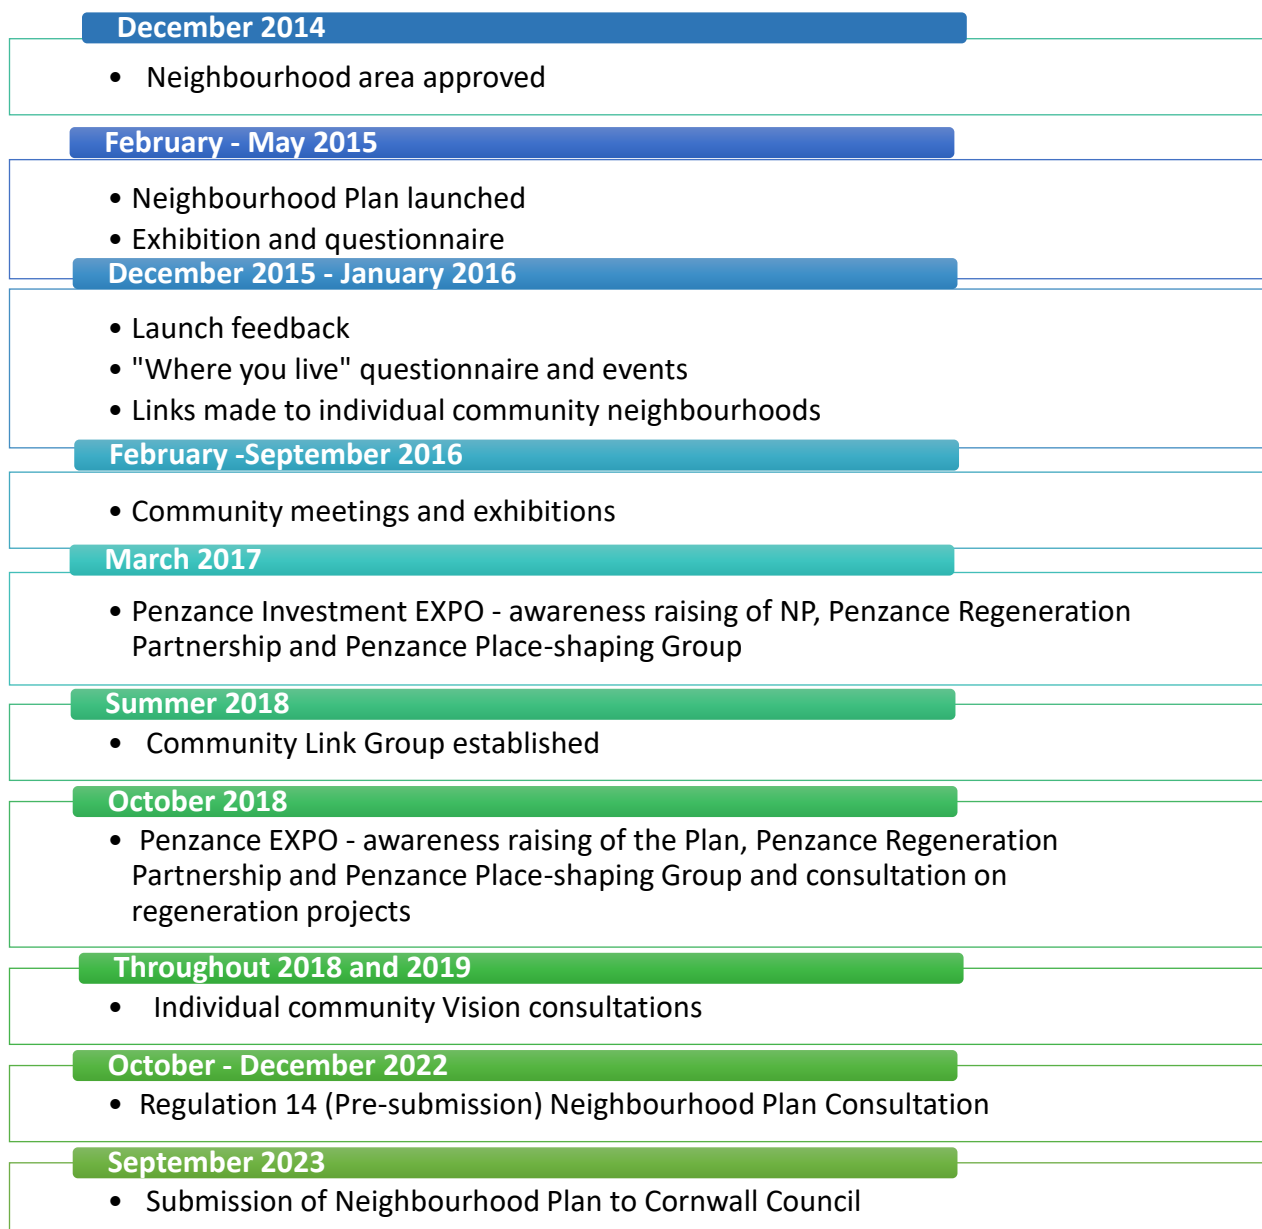 December 2014
• Neighbourhood area approved
February - May 2015
• Neighbourhood Plan launched
• Exhibition and questionnaire
December 2015 - January 2016
• Launch feedback
• "Where you live" questionnaire and events
• Links made to individual community neighbourhoods
February -September 2016
• Community meetings and exhibitions
March 2017
• Penzance Investment EXPO - awareness raising of NP, Penzance Regeneration
Partnership and Penzance Place-shaping Group
Summer 2018
• Community Link Group established
October 2018
• Penzance EXPO - awareness raising of the Plan, Penzance Regeneration
Partnership and Penzance Place-shaping Group and consultation on
regeneration projects
Throughout 2018 and 2019
• Individual community Vision consultations
October - December 2022
• Regulation 14 (Pre-submission) Neighbourhood Plan Consultation
September 2023
• Submission of Neighbourhood Plan to Cornwall Council